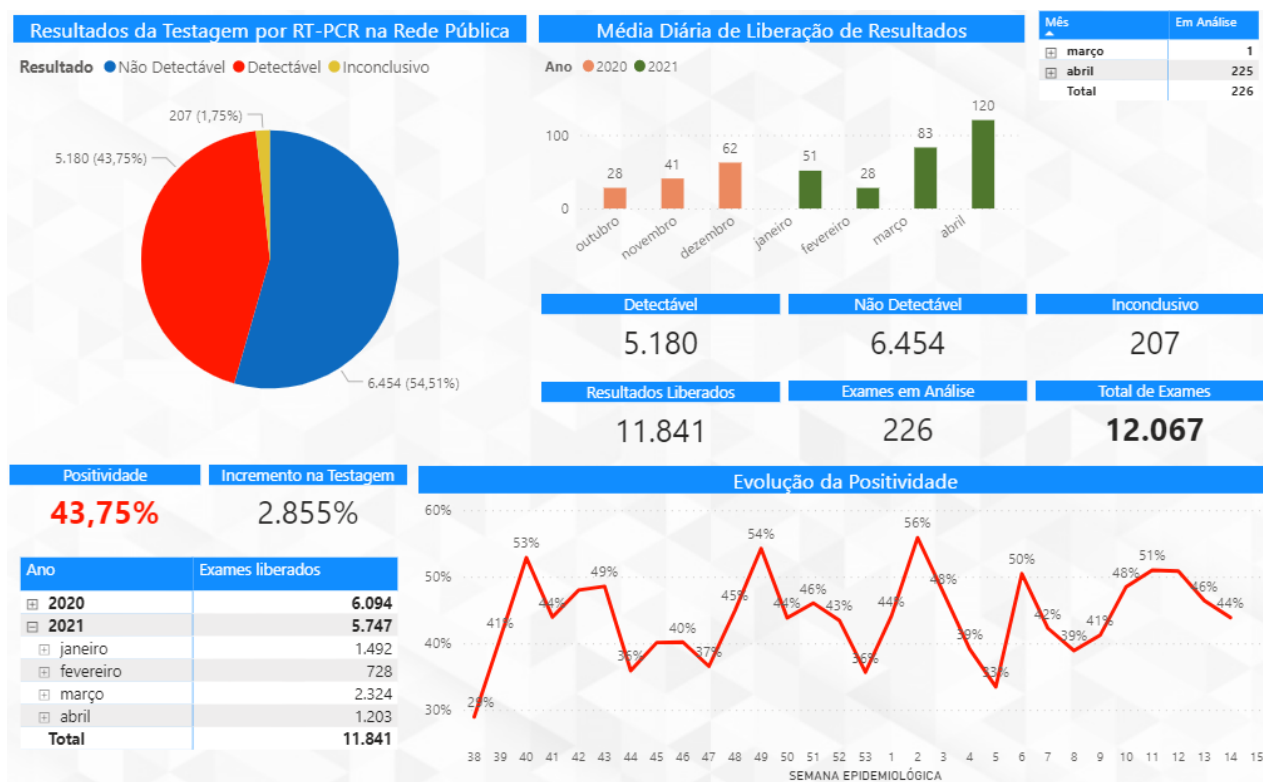 Resultados da Testagem por RT-PCR na Rede Pública
Resultado Não Detectável Detectável Inconclusivo
207 (1,75%)
5.180 (43,75%)
6.454 (54,51%)
Média Diária de Liberação de Resultados
Ano 2020 2021
100
0
28
41
62
51
28
83
120
outubro
novembro
dezembro
janeiro
fevereiro
março
abril
Mês Em Análise
março 1
abril 225
Total 226
Detectável Não Detectável Inconclusivo
5.180 6.454 207
Resultados Liberados Exames em Análise Total de Exames
11.841 226 12.067
Positividade Incremento na Testagem
43,75% 2.855%
Ano Exames liberados
2020 6.094
2021 5.747
janeiro 1.492
fevereiro 728
março 2.324
abril 1.203
Total 11.841
Evolução da Positividade
60%
50%
40%
30%
41%
53%
44%
49%
40%
37%
45%
54%
44%
46%
43%
36%
44%
56%
48%
39%
33%
50%
42%
39%
41%
48%
51%
46%
44%
38 39 40 41 42 43 44 45 46 47 48 49 50 51 52 53 1 2 3 4 5 6 7 8 9 10 11 12 13 14 15
SEMANA EPIDEMIOLÓGICA